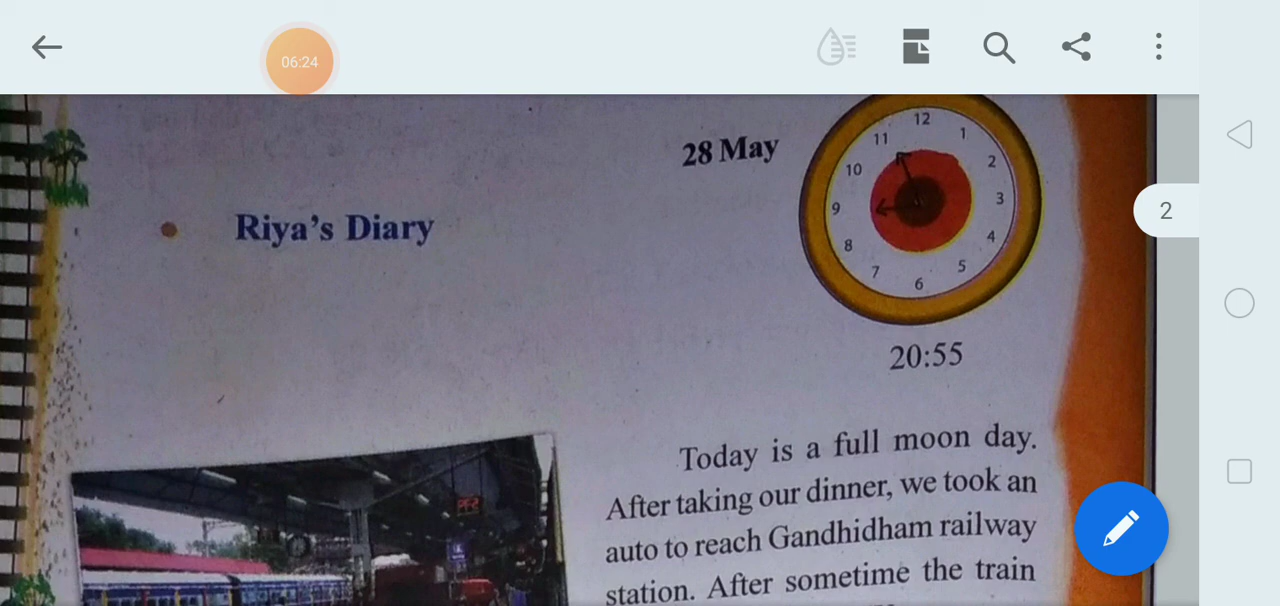 06:24
28 May
12
11
1
10
2
9
3
8
4
7
5
6
2
Riya's Diary
20:55
Today is a full moon day.
After taking our dinner, we took an
auto to reach Gandhidham railway
station. After sometime the train